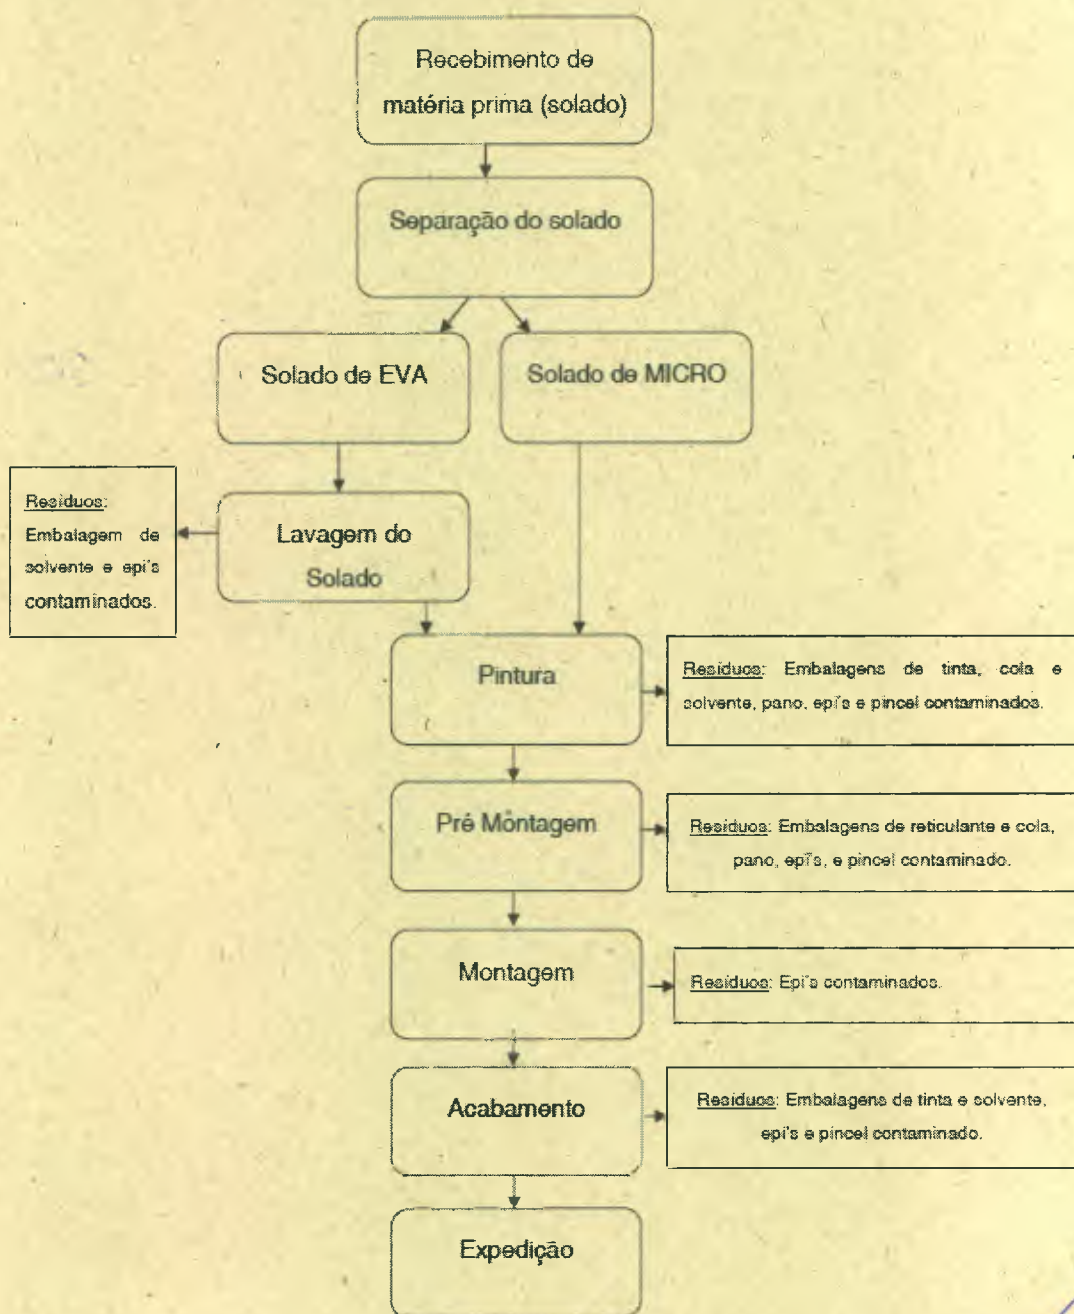 Recebimento de
matéria prima (solado)
Separação do solado
Solado de EVA
Solado de MICRO
Resíduos:
Embalagem de
solvente e epi's
contaminados.
Lavagem do
Solado
Pintura
Resíduos: Embalagens de tinta, cola e
solvente, pano, epi's e pincel contaminados.
Pré Montagem
Resíduos: Embalagens de reticulante e cola,
pano, epi's, e pincel contaminado.
Montagem
Resíduos: Epi's contaminados.
Acabamento
Resíduos: Embalagens de tinta e solvente,
epi's e pincel contaminado.
Expedição